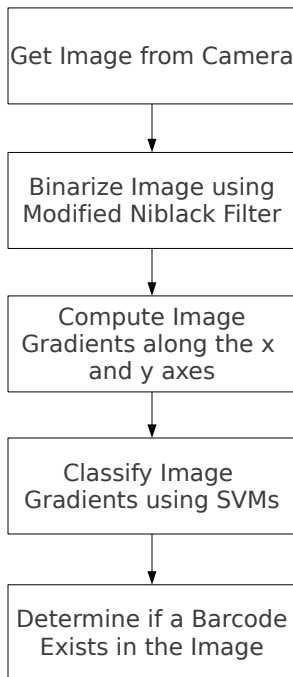 Get Image from Camera
Binarize Image using
Modified Niblack Filter
Compute Image
Gradients along the x
and y axes
Classify Image
Gradients using SVMs
Determine if a Barcode
Exists in the Image